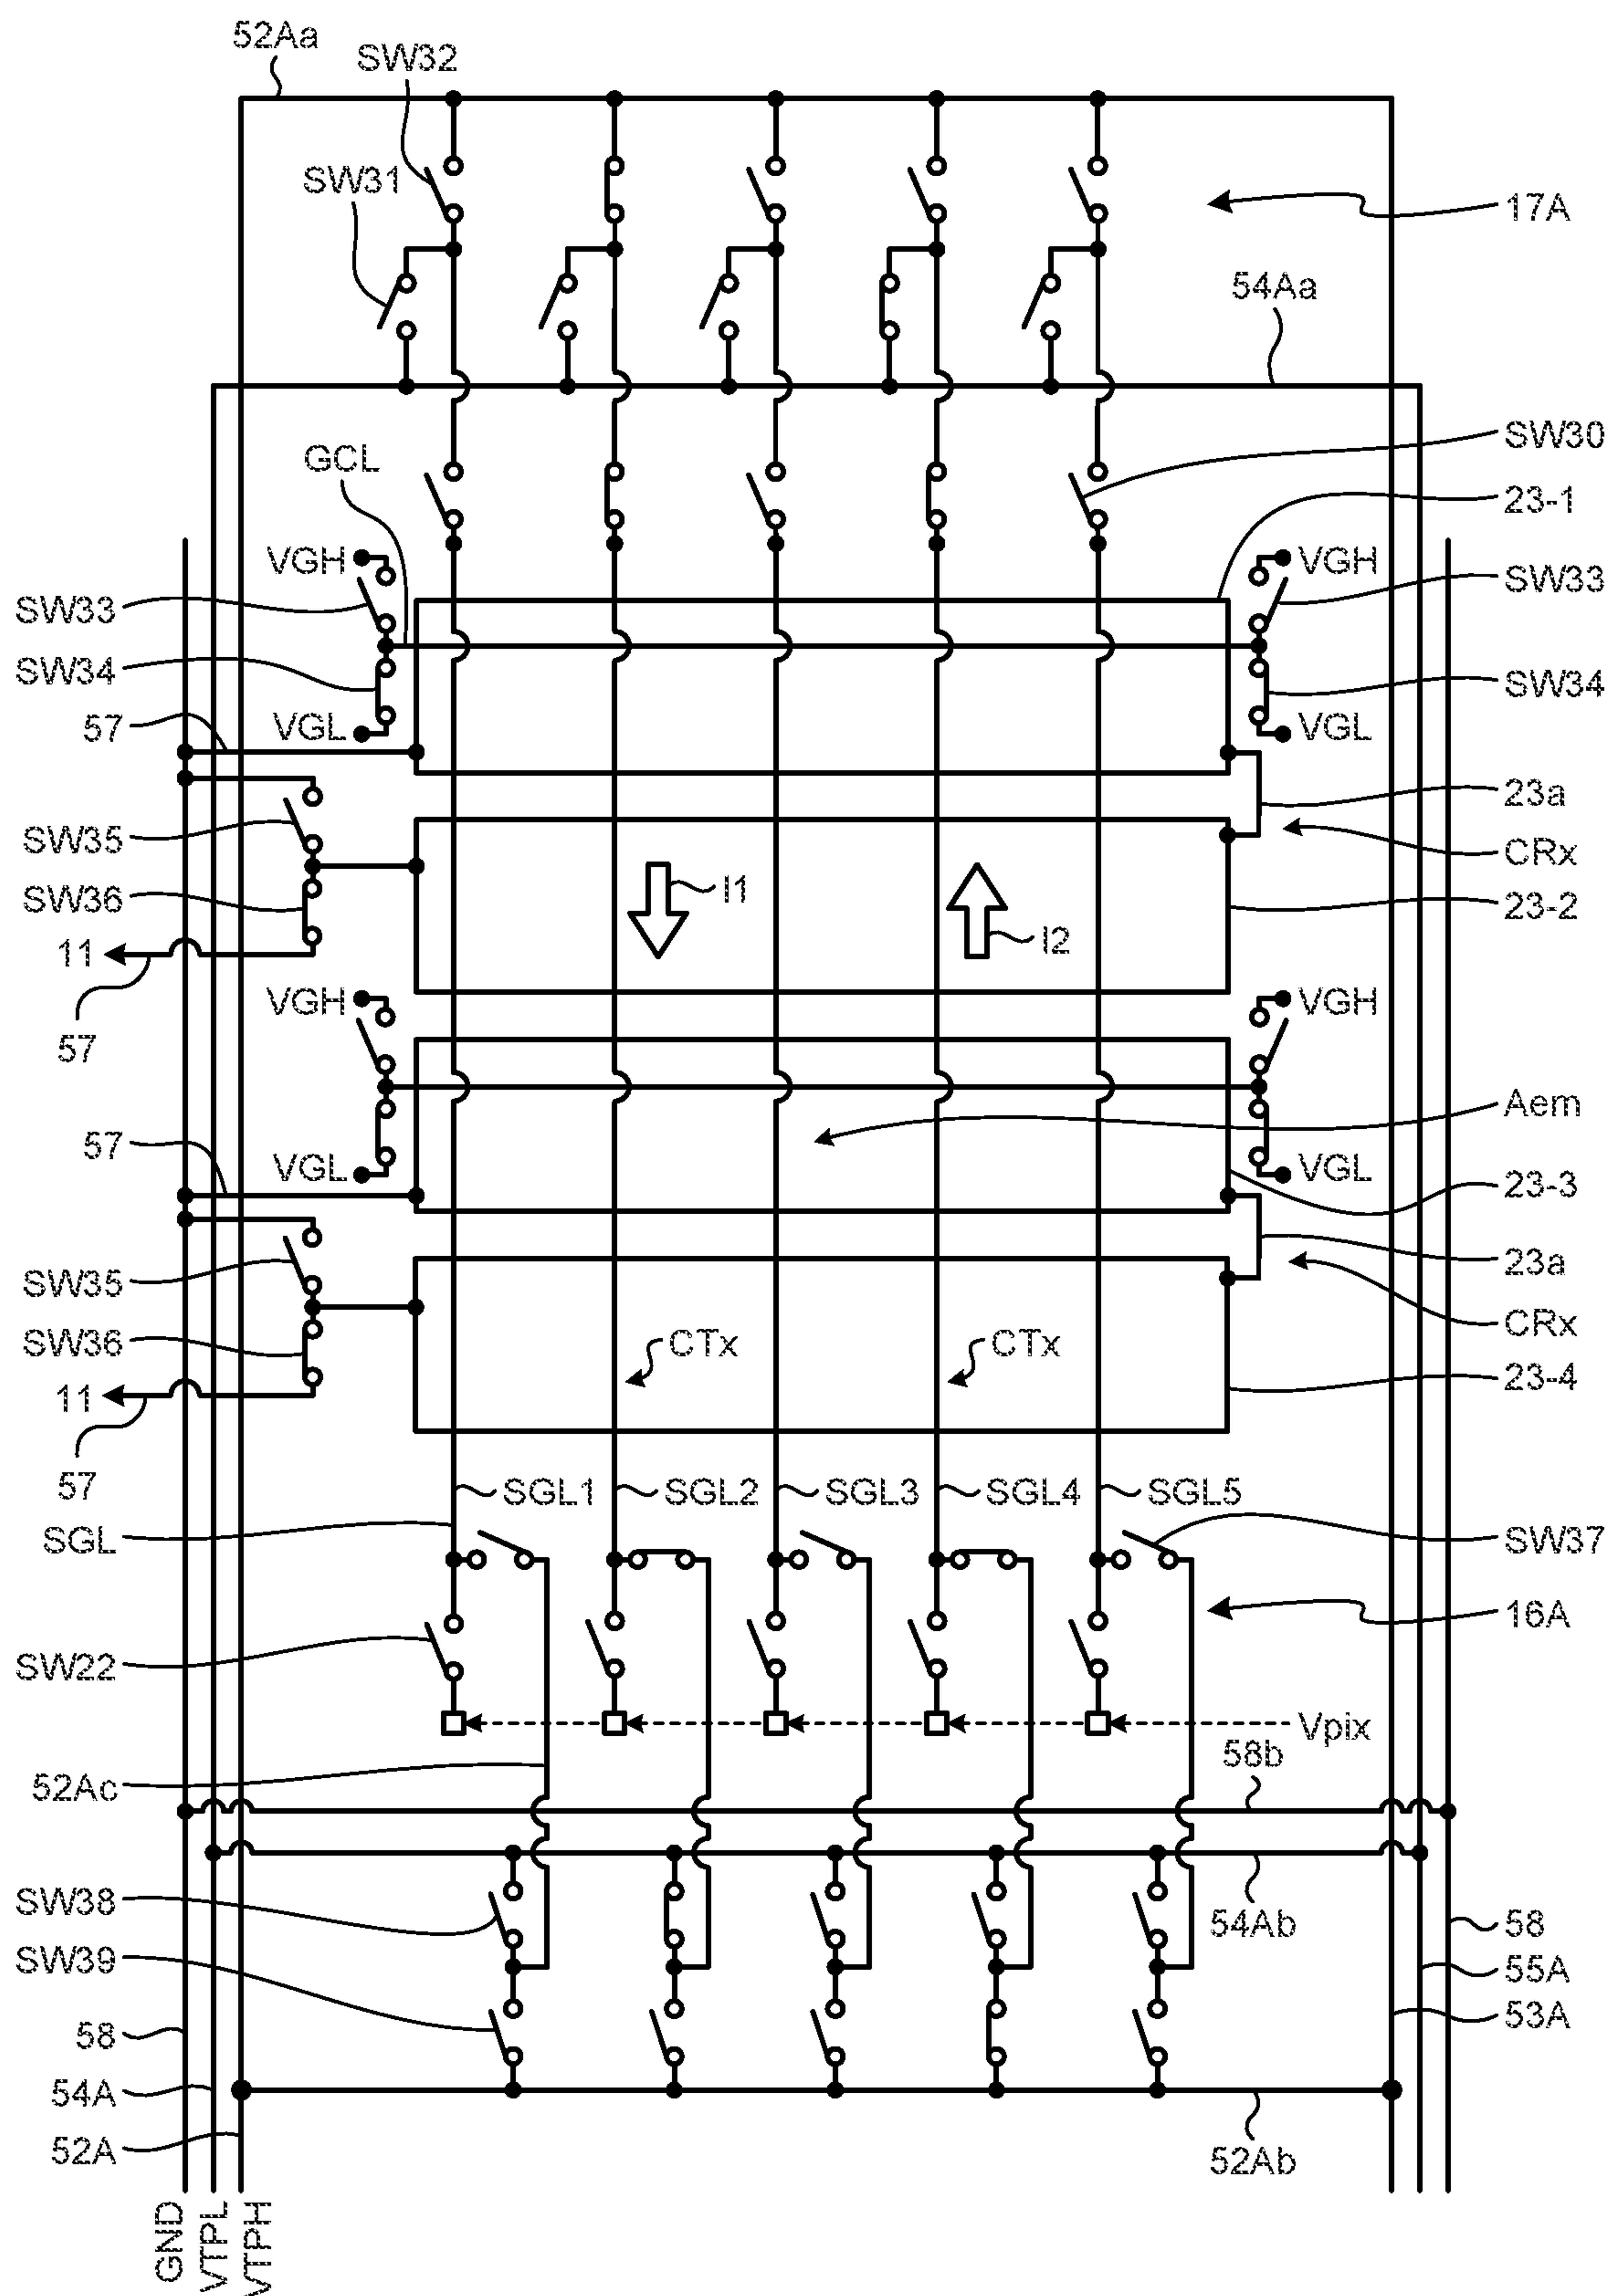 52Aa
SW32
SW31
17A
54Aa
GCL
SW30
23-1
VGH
VGH
SW33
SW33
SW34
SW34
57
VGL
VGL
23a
SW35
CRx
SW36
I1
23-2
11
I2
57
VGH
VGH
Aem
57
VGL
VGL
23-3
23a
SW35
CRx
SW36
CTx
CTx
23-4
11
57
SGL1
SGL2
SGL3
SGL4
SGL5
SGL
SW37
16A
SW22
Vpix
58b
52Ac
SW38
54Ab
58
SW39
55A
58
53A
54A
52A
52Ab
GND
VTPL
VTPH